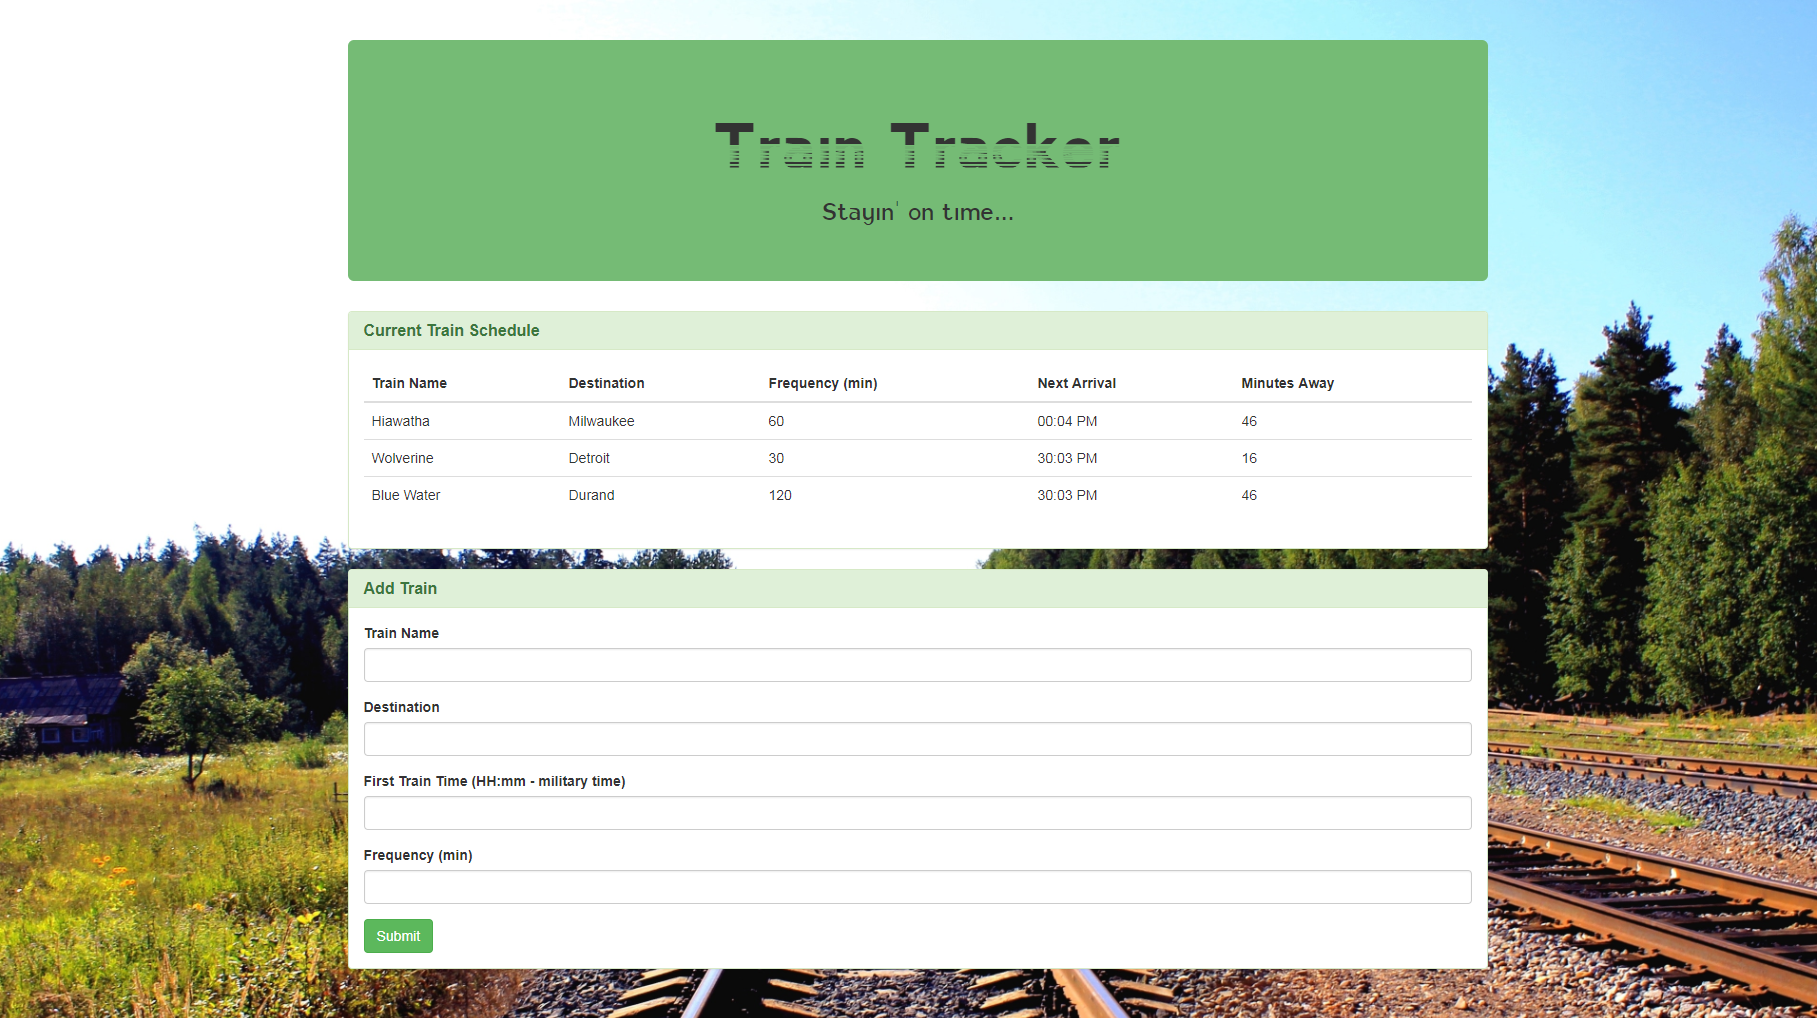 Train Tracker
Stayin' on time...
Current Train Schedule
Train Name Destination Frequency (min) Next Arrival Minutes Away
Hiawatha Milwaukee 60 00:04 PM 46
Wolverine Detroit 30 30:03 PM 16
Blue Water Durand 120 30:03 PM 46
Add Train
Train Name
Destination
First Train Time (HH:mm - military time)
Frequency (min)
Submit